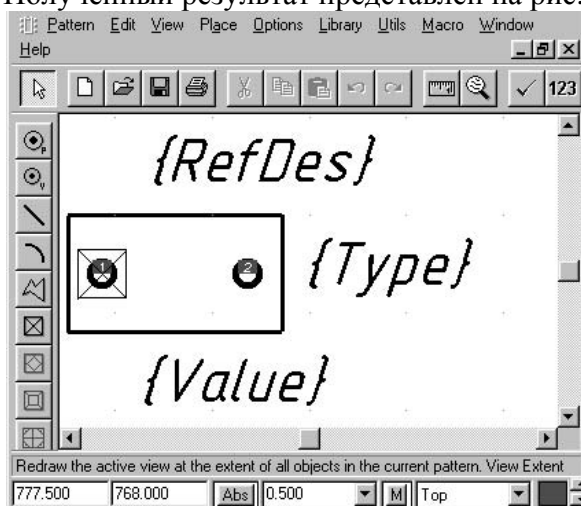 Полученный результат представлен на рис.
Pattern Edit View Place Options Library Utils Macro Window
Help
123
P
V
{RefDes}
1
2
{Type}
{Value}
Redraw the active view at the extent of all objects in the current pattern. View Extent
777.500 768.000 Abs 0.500 M Top